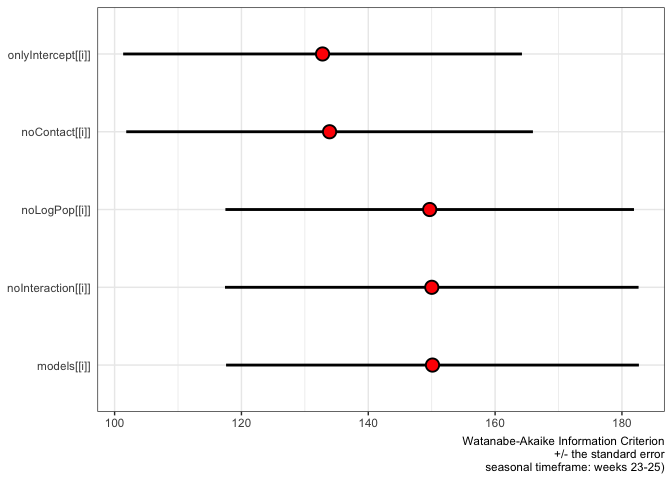 onlyIntercept[[i]]
noContact[[i]]
noLogPop[[i]]
noInteraction[[i]]
models[[i]]
100 120 140 160 180
Watanabe-Akaike Information Criterion
+/- the standard error
seasonal timeframe: weeks 23-25)